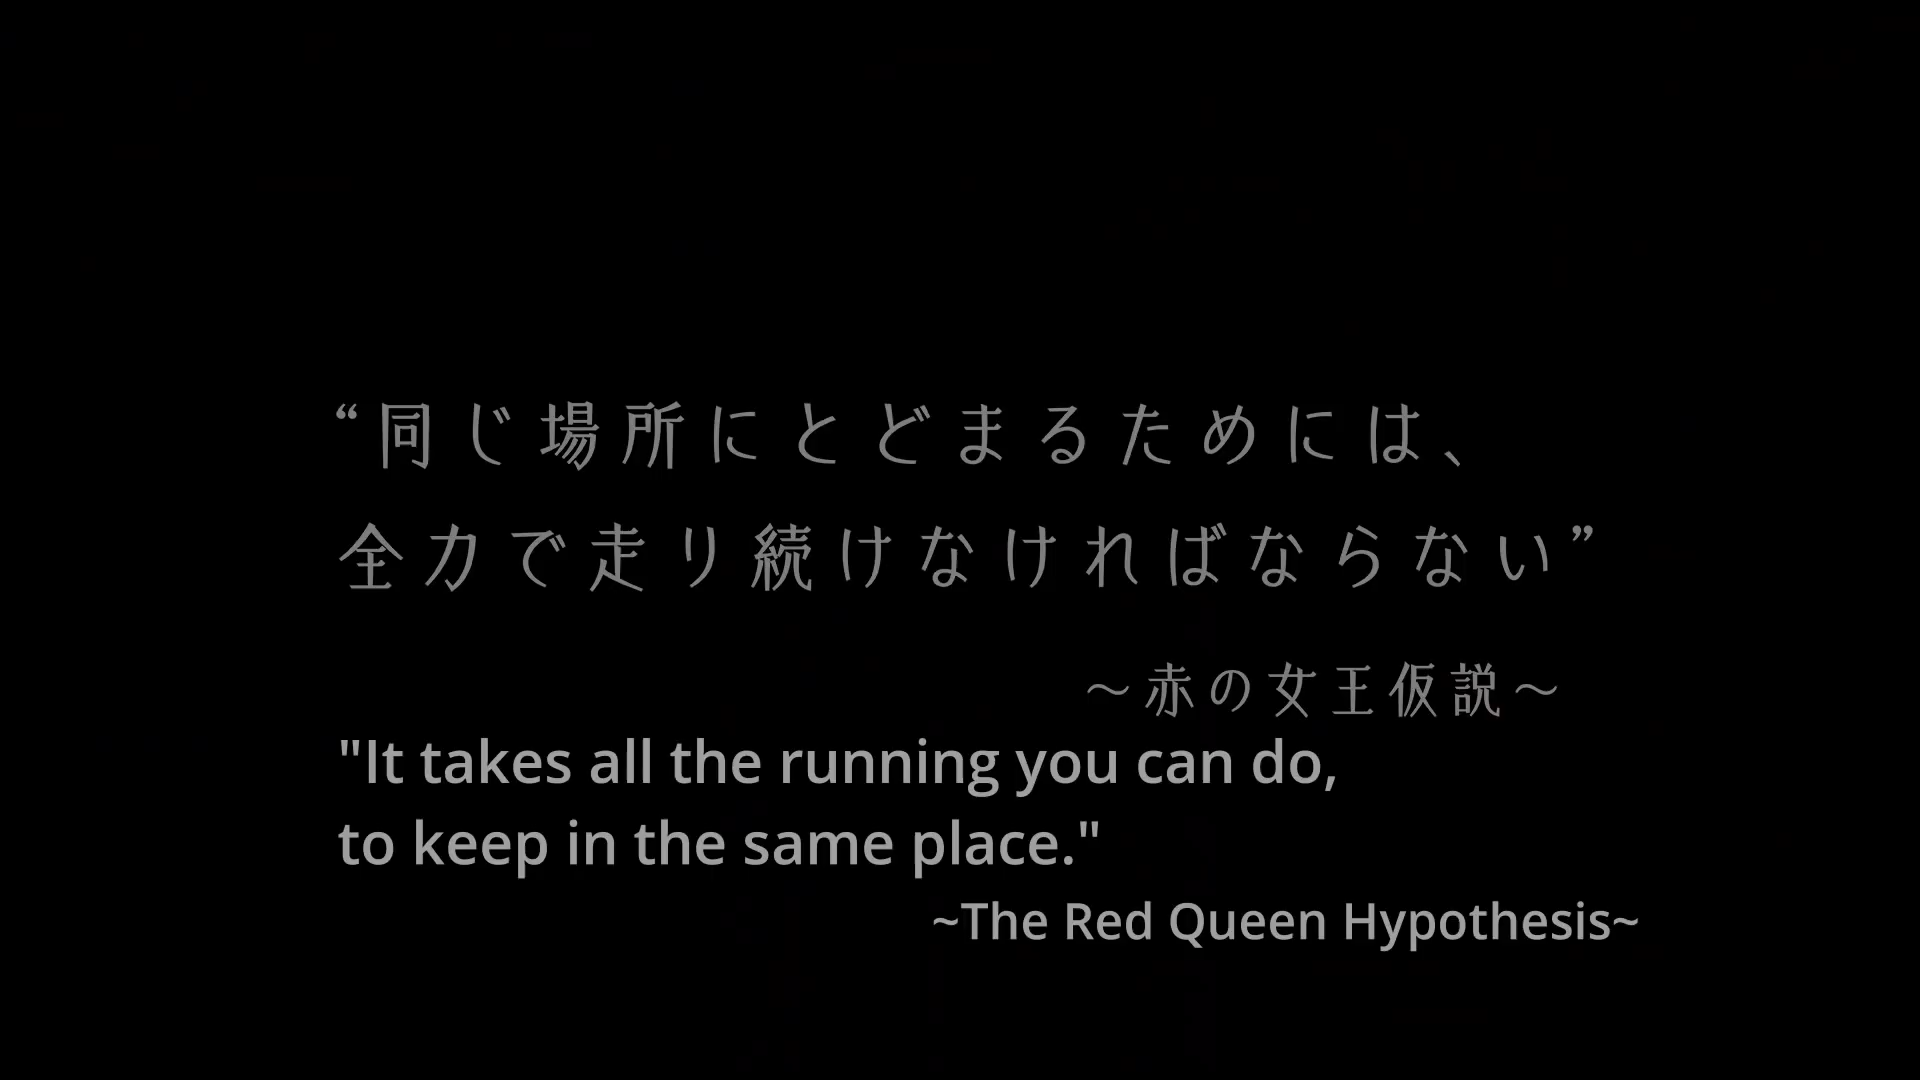 “同じ場所にとどまるためには、
全力で走り続けなければならない”
～赤の女王仮説～
"It takes all the running you can do,
to keep in the same place."
~The Red Queen Hypothesis~